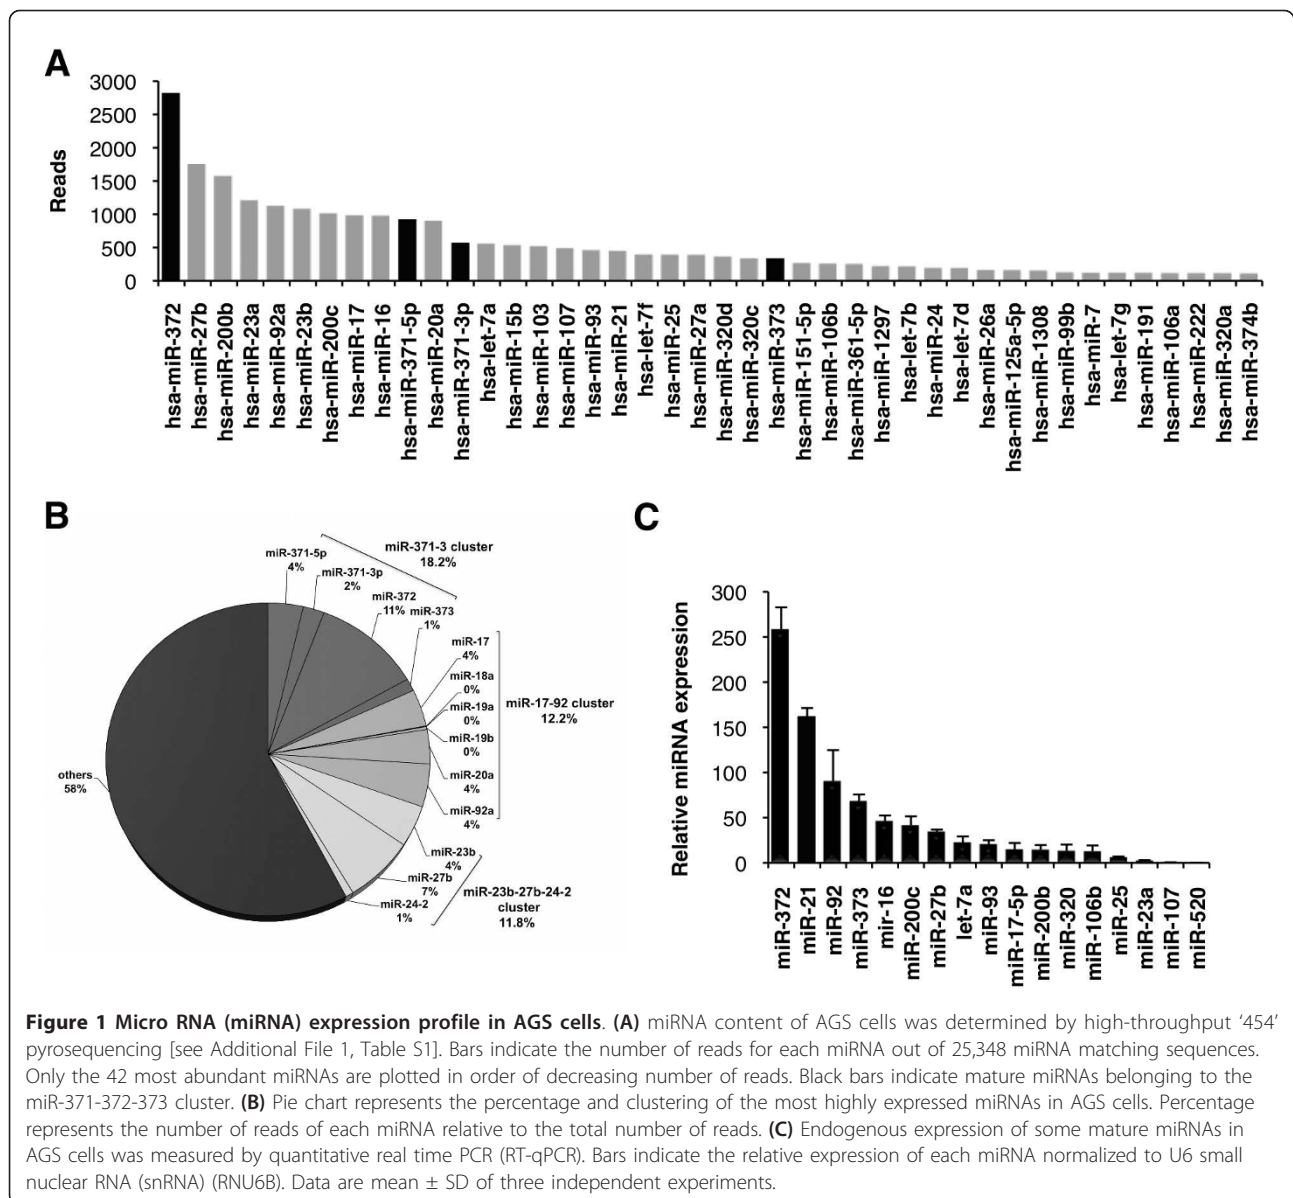 A
3000
2500
2000
1500
1000
500
0
Reads
hsa-miR-372
hsa-miR-27b
hsa-miR-200b
hsa-miR-23a
hsa-miR-92a
hsa-miR-23b
hsa-miR-200c
hsa-miR-17
hsa-miR-16
hsa-miR-371-5p
hsa-miR-20a
hsa-miR-371-3p
hsa-let-7a
hsa-miR-15b
hsa-miR-103
hsa-miR-107
hsa-miR-93
hsa-miR-21
hsa-let-7f
hsa-miR-25
hsa-miR-27a
hsa-miR-320d
hsa-miR-320c
hsa-miR-373
hsa-miR-151-5p
hsa-miR-106b
hsa-miR-361-5p
hsa-miR-1297
hsa-let-7b
hsa-miR-24
hsa-let-7d
hsa-miR-26a
hsa-miR-125a-5p
hsa-miR-1308
hsa-miR-99b
hsa-miR-7
hsa-let-7g
hsa-miR-191
hsa-miR-106a
hsa-miR-222
hsa-miR-320a
hsa-miR-374b
B
miR-371-5p
4%
miR-371-3p
2%
miR-372
11%
miR-373
1%
miR-371-3 cluster
18.2%
miR-17
4%
miR-18a
0%
miR-19a
0%
miR-19b
0%
miR-20a
4%
miR-92a
4%
miR-17-92 cluster
12.2%
miR-23b
4%
miR-27b
7%
miR-24-2
1%
miR-23b-27b-24-2
cluster
11.8%
others
58%
C
300
250
200
150
100
50
0
Relative miRNA expression
miR-372
miR-21
miR-92
miR-373
mir-16
miR-200c
miR-27b
let-7a
miR-93
miR-17-5p
miR-200b
miR-320
miR-106b
miR-25
miR-23a
miR-107
miR-520
Figure 1 Micro RNA (miRNA) expression profile in AGS cells. (A) miRNA content of AGS cells was determined by high-throughput ‘454’
pyrosequencing [see Additional File 1, Table S1]. Bars indicate the number of reads for each miRNA out of 25,348 miRNA matching sequences.
Only the 42 most abundant miRNAs are plotted in order of decreasing number of reads. Black bars indicate mature miRNAs belonging to the
miR-371-372-373 cluster. (B) Pie chart represents the percentage and clustering of the most highly expressed miRNAs in AGS cells. Percentage
represents the number of reads of each miRNA relative to the total number of reads. (C) Endogenous expression of some mature miRNAs in
AGS cells was measured by quantitative real time PCR (RT-qPCR). Bars indicate the relative expression of each miRNA normalized to U6 small
nuclear RNA (snRNA) (RNU6B). Data are mean ± SD of three independent experiments.